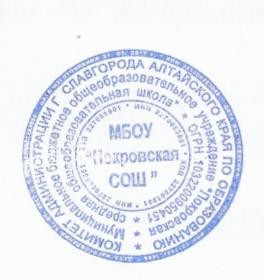 КОМИТЕТ АДМИНИСТРАЦИИ Г СЛАВГОРОДА АЛТАЙСКОГО КРАЯ ПО ОБРАЗОВАНИЮ
Муниципальное бюджетное общеобразовательное учреждение "Покровская
средняя общеобразовательная школа" * ОГРН
МБОУ
"Покровская
СОШ"